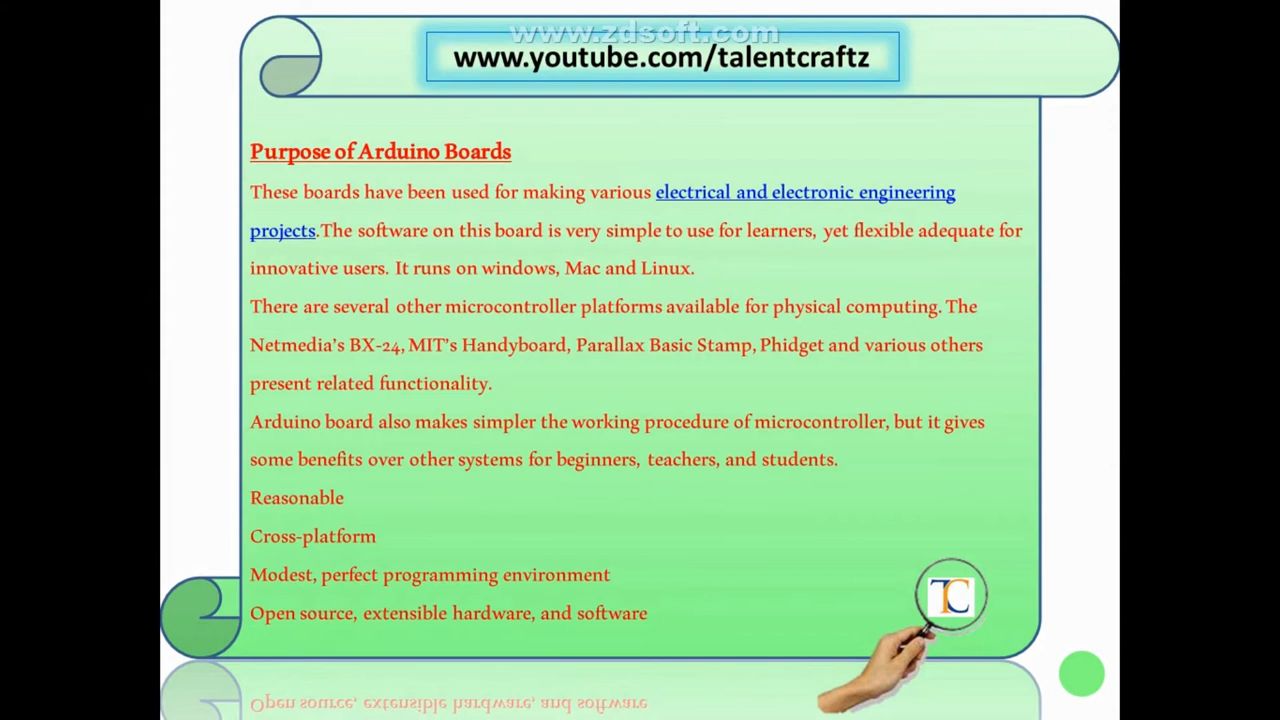 www.zdsoft.com
www.youtube.com/talentcraftz
Purpose of Arduino Boards
These boards have been used for making various electrical and electronic engineering
projects.The software on this board is very simple to use for learners, yet flexible adequate for
innovative users. It runs on windows, Mac and Linux.
There are several other microcontroller platforms available for physical computing. The
Netmedia's BX-24, MIT's Handyboard, Parallax Basic Stamp, Phidget and various others
present related functionality.
Arduino board also makes simpler the working procedure of microcontroller, but it gives
some benefits over other systems for beginners, teachers, and students.
Reasonable
Cross-platform
Modest, perfect programming environment
Open source, extensible hardware, and software
TC
Open source, extensible hardware, and software